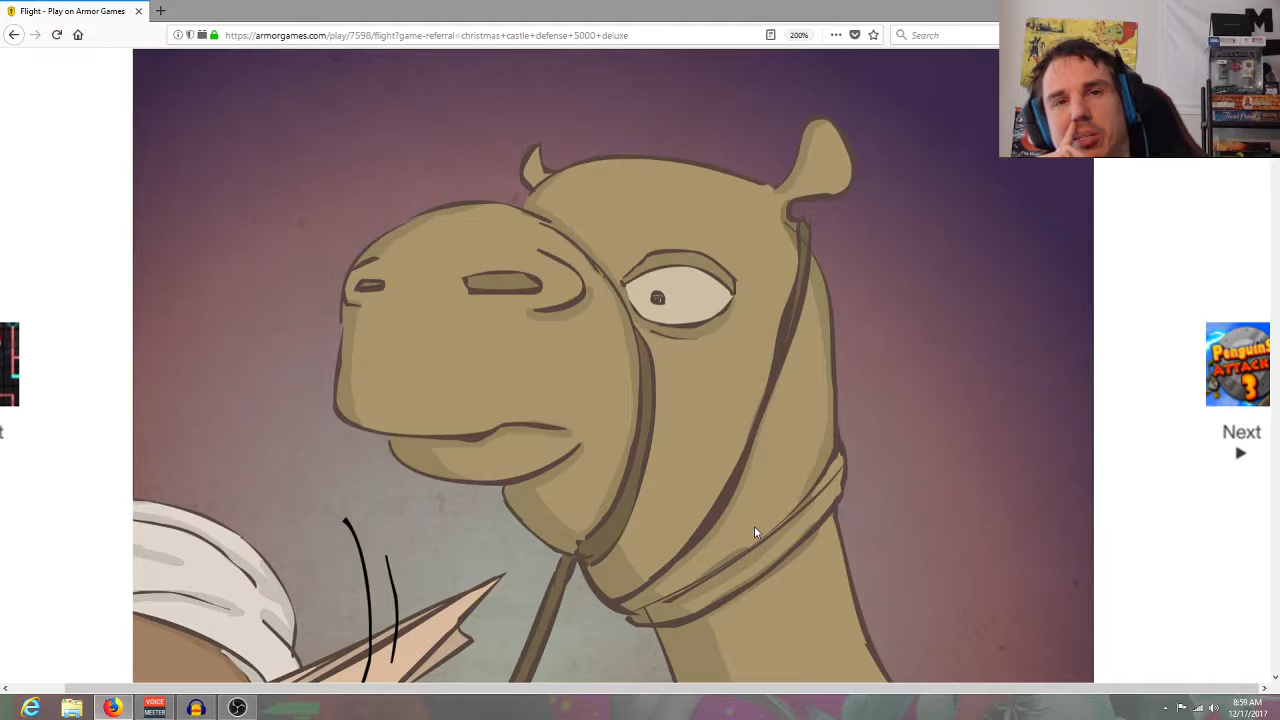 Flight - Play on Armor Games
https://armorgames.com/play/7598/flight?game-referral=christmas+cannon+defense+5000+deluxe
200%
Search
M
Penguins
ATTACK
3
t
Next
VOICE
MEETER
8:59 AM
12/17/2017